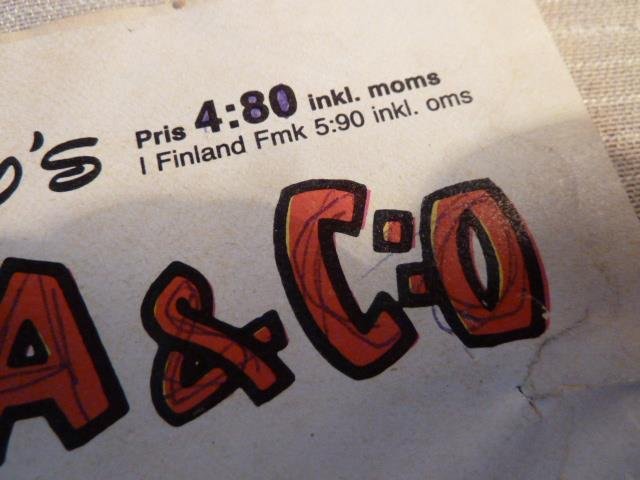 's
Pris 4:80 inkl. moms
I Finland Fmk 5:90 inkl. oms
A & C:O